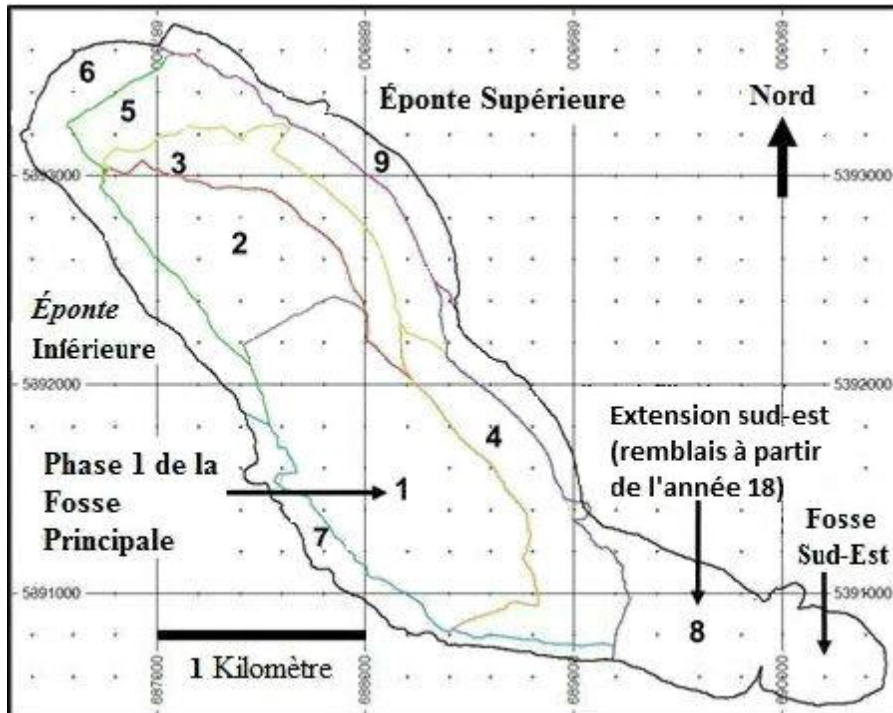 6
5
3
2
9
Éponte Supérieure
Nord
5393000
5393000
Éponte
Inférieure
5392000
5392000
4
Extension sud-est
(remblais à partir
de l'année 18)
Fosse
Sud-Est
Phase 1 de la
Fosse
Principale
1
7
5391000
5391000
8
1 Kilomètre
687000
688000